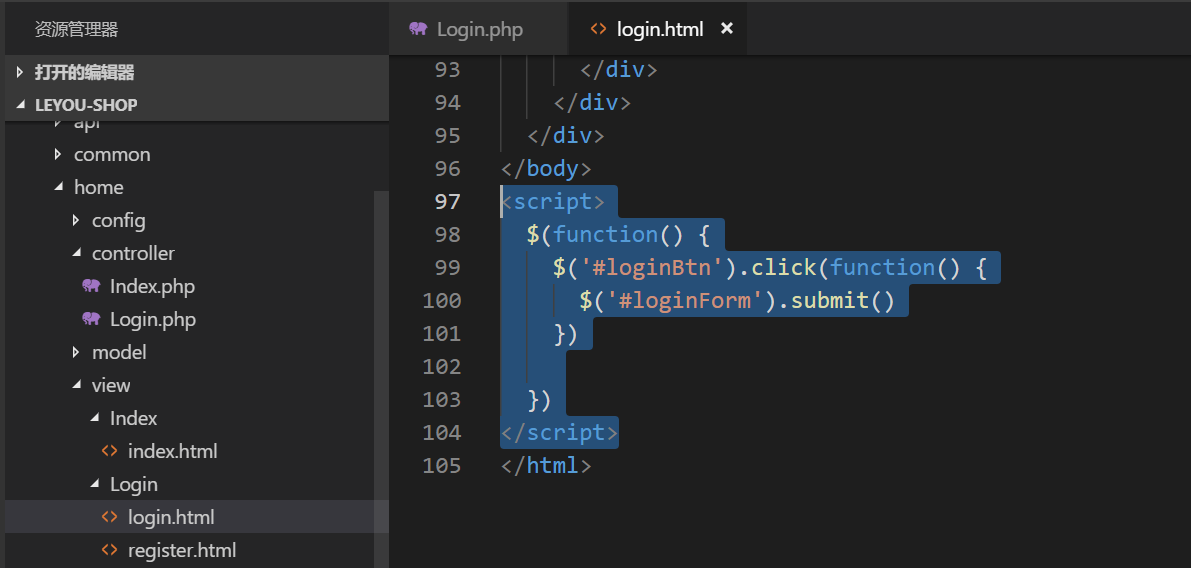 资源管理器
打开的编辑器
LEYOU-SHOP
api
common
home
config
controller
Index.php
Login.php
model
view
Index
index.html
Login
login.html
register.html
Login.php
login.html
93 </div>
94 </div>
95 </div>
96 </body>
97 <script>
98 $(function() {
99 $('#loginBtn').click(function() {
100 $('#loginForm').submit()
101 })
102
103 })
104 </script>
105 </html>